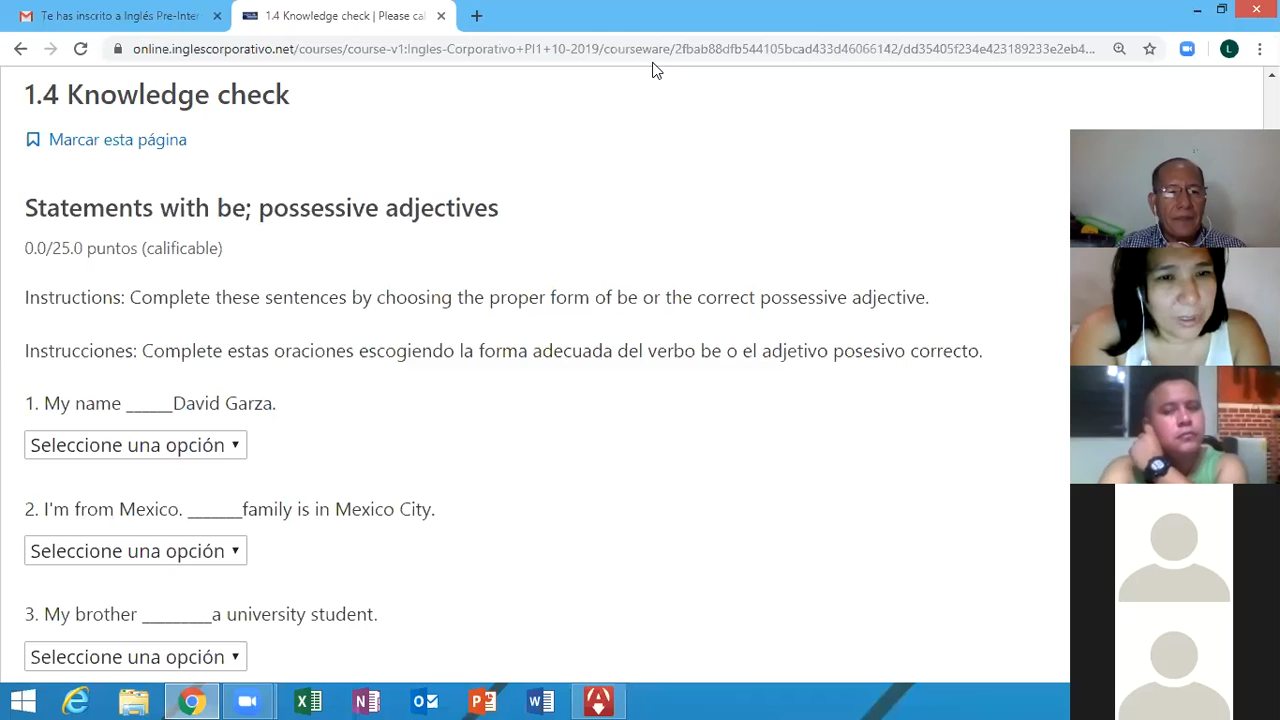 Te has inscrito a Inglés Pre-Inter
1.4 Knowledge check | Please cal
online.inglescorporativo.net/courses/course-v1:Ingles-Corporativo+PI1+10-2019/courseware/2fbab88dfb544105bcad433d46066142/dd35405f234e423189233e2eb4...
L
1.4 Knowledge check
Marcar esta página
Statements with be; possessive adjectives
0.0/25.0 puntos (calificable)
Instructions: Complete these sentences by choosing the proper form of be or the correct possessive adjective.
Instrucciones: Complete estas oraciones escogiendo la forma adecuada del verbo be o el adjetivo posesivo correcto.
1. My name ______David Garza.
Seleccione una opción
2. I'm from Mexico. _______family is in Mexico City.
Seleccione una opción
3. My brother _________a university student.
Seleccione una opción